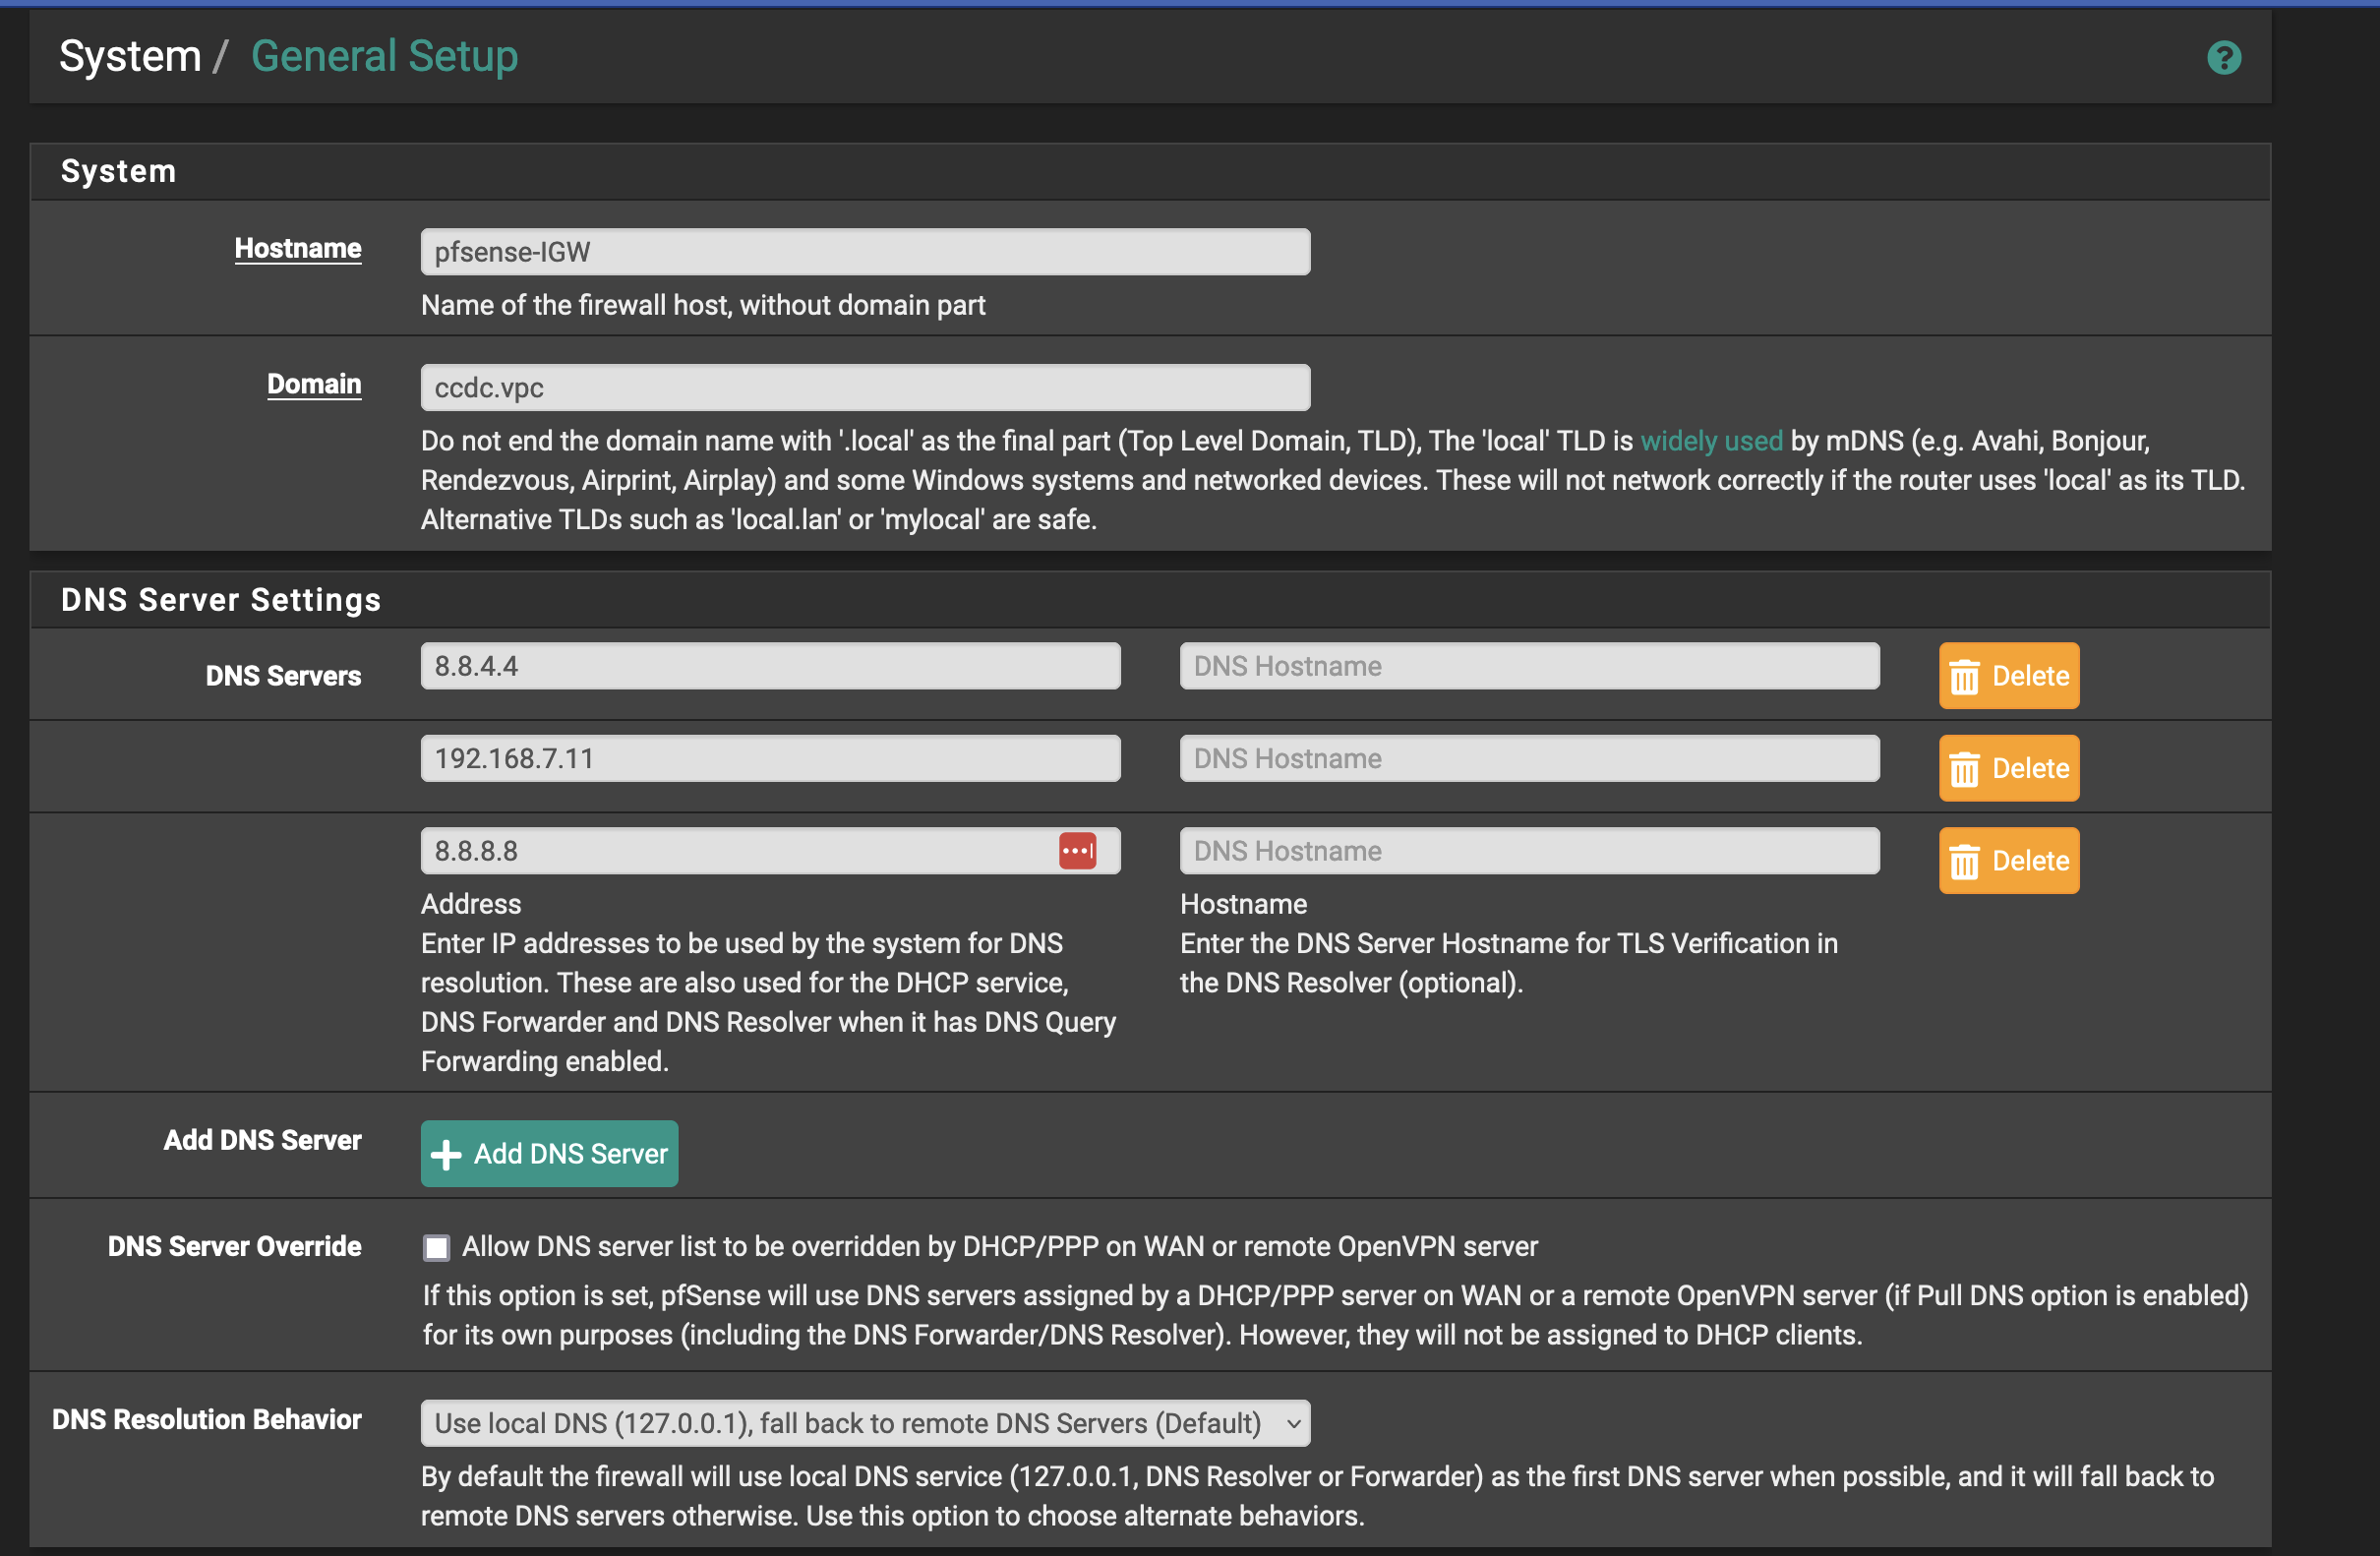 System / General Setup
System
Hostname
pfsense-IGW
Name of the firewall host, without domain part
Domain
ccdc.vpc
Do not end the domain name with '.local' as the final part (Top Level Domain, TLD), The 'local' TLD is widely used by mDNS (e.g. Avahi, Bonjour,
Rendezvous, Airprint, Airplay) and some Windows systems and networked devices. These will not network correctly if the router uses 'local' as its TLD.
Alternative TLDs such as 'local.lan' or 'mylocal' are safe.
DNS Server Settings
DNS Servers
8.8.4.4
DNS Hostname
Delete
192.168.7.11
DNS Hostname
Delete
8.8.8.8
DNS Hostname
Delete
Address
Enter IP addresses to be used by the system for DNS
resolution. These are also used for the DHCP service,
DNS Forwarder and DNS Resolver when it has DNS Query
Forwarding enabled.
Hostname
Enter the DNS Server Hostname for TLS Verification in
the DNS Resolver (optional).
Add DNS Server
Add DNS Server
DNS Server Override
Allow DNS server list to be overridden by DHCP/PPP on WAN or remote OpenVPN server
If this option is set, pfSense will use DNS servers assigned by a DHCP/PPP server on WAN or a remote OpenVPN server (if Pull DNS option is enabled)
for its own purposes (including the DNS Forwarder/DNS Resolver). However, they will not be assigned to DHCP clients.
DNS Resolution Behavior
Use local DNS (127.0.0.1), fall back to remote DNS Servers (Default)
By default the firewall will use local DNS service (127.0.0.1, DNS Resolver or Forwarder) as the first DNS server when possible, and it will fall back to
remote DNS servers otherwise. Use this option to choose alternate behaviors.